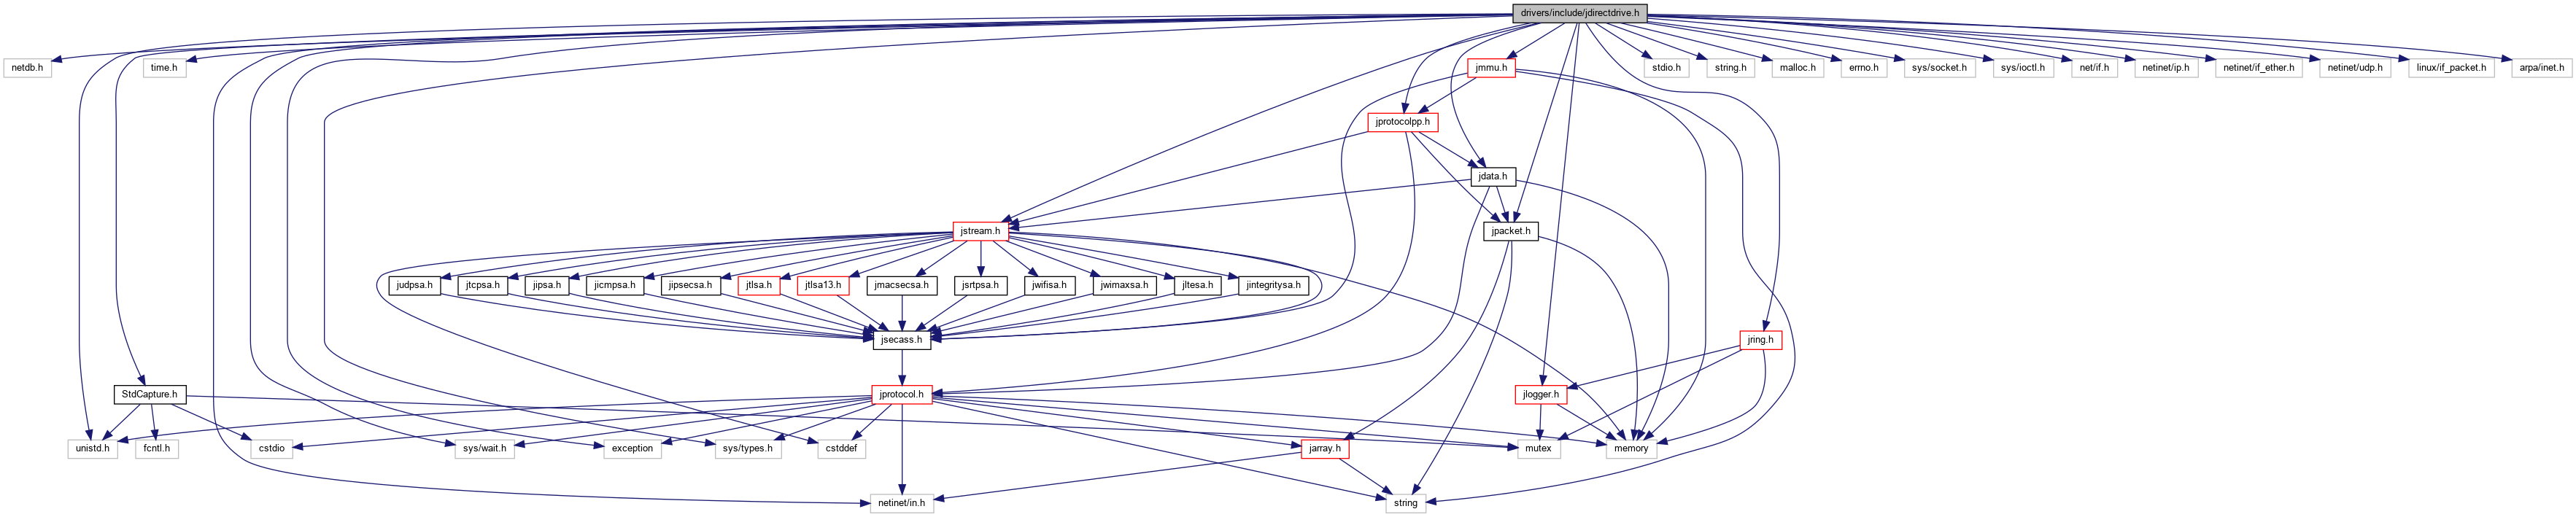 drivers/include/jdirectdrive.h
netdb.h
time.h
jmmu.h
stdio.h
string.h
malloc.h
errno.h
sys/socket.h
sys/ioctl.h
net/if.h
netinet/ip.h
netinet/if_ether.h
netinet/udp.h
linux/if_packet.h
arpa/inet.h
jprotocolpp.h
jdata.h
jstream.h
jpacket.h
judpsa.h
jtcpsa.h
jipsa.h
jicmpsa.h
jipsecsa.h
jtlsa.h
jtlsa13.h
jmacsecsa.h
jsrtpsa.h
jwifisa.h
jwimaxsa.h
jltesa.h
jintegritysa.h
jsecass.h
jring.h
StdCapture.h
jprotocol.h
jlogger.h
unistd.h
fcntl.h
cstdio
sys/wait.h
exception
sys/types.h
cstddef
jarray.h
mutex
memory
netinet/in.h
string